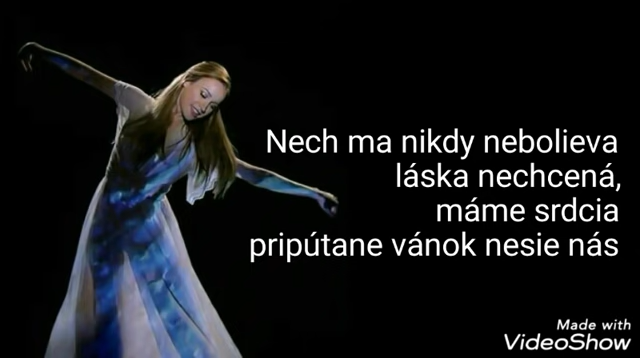 Nech ma nikdy nebolieva
láska nechcená,
máme srdcia
pripútane vánok nesie nás
Made with
VideoShow